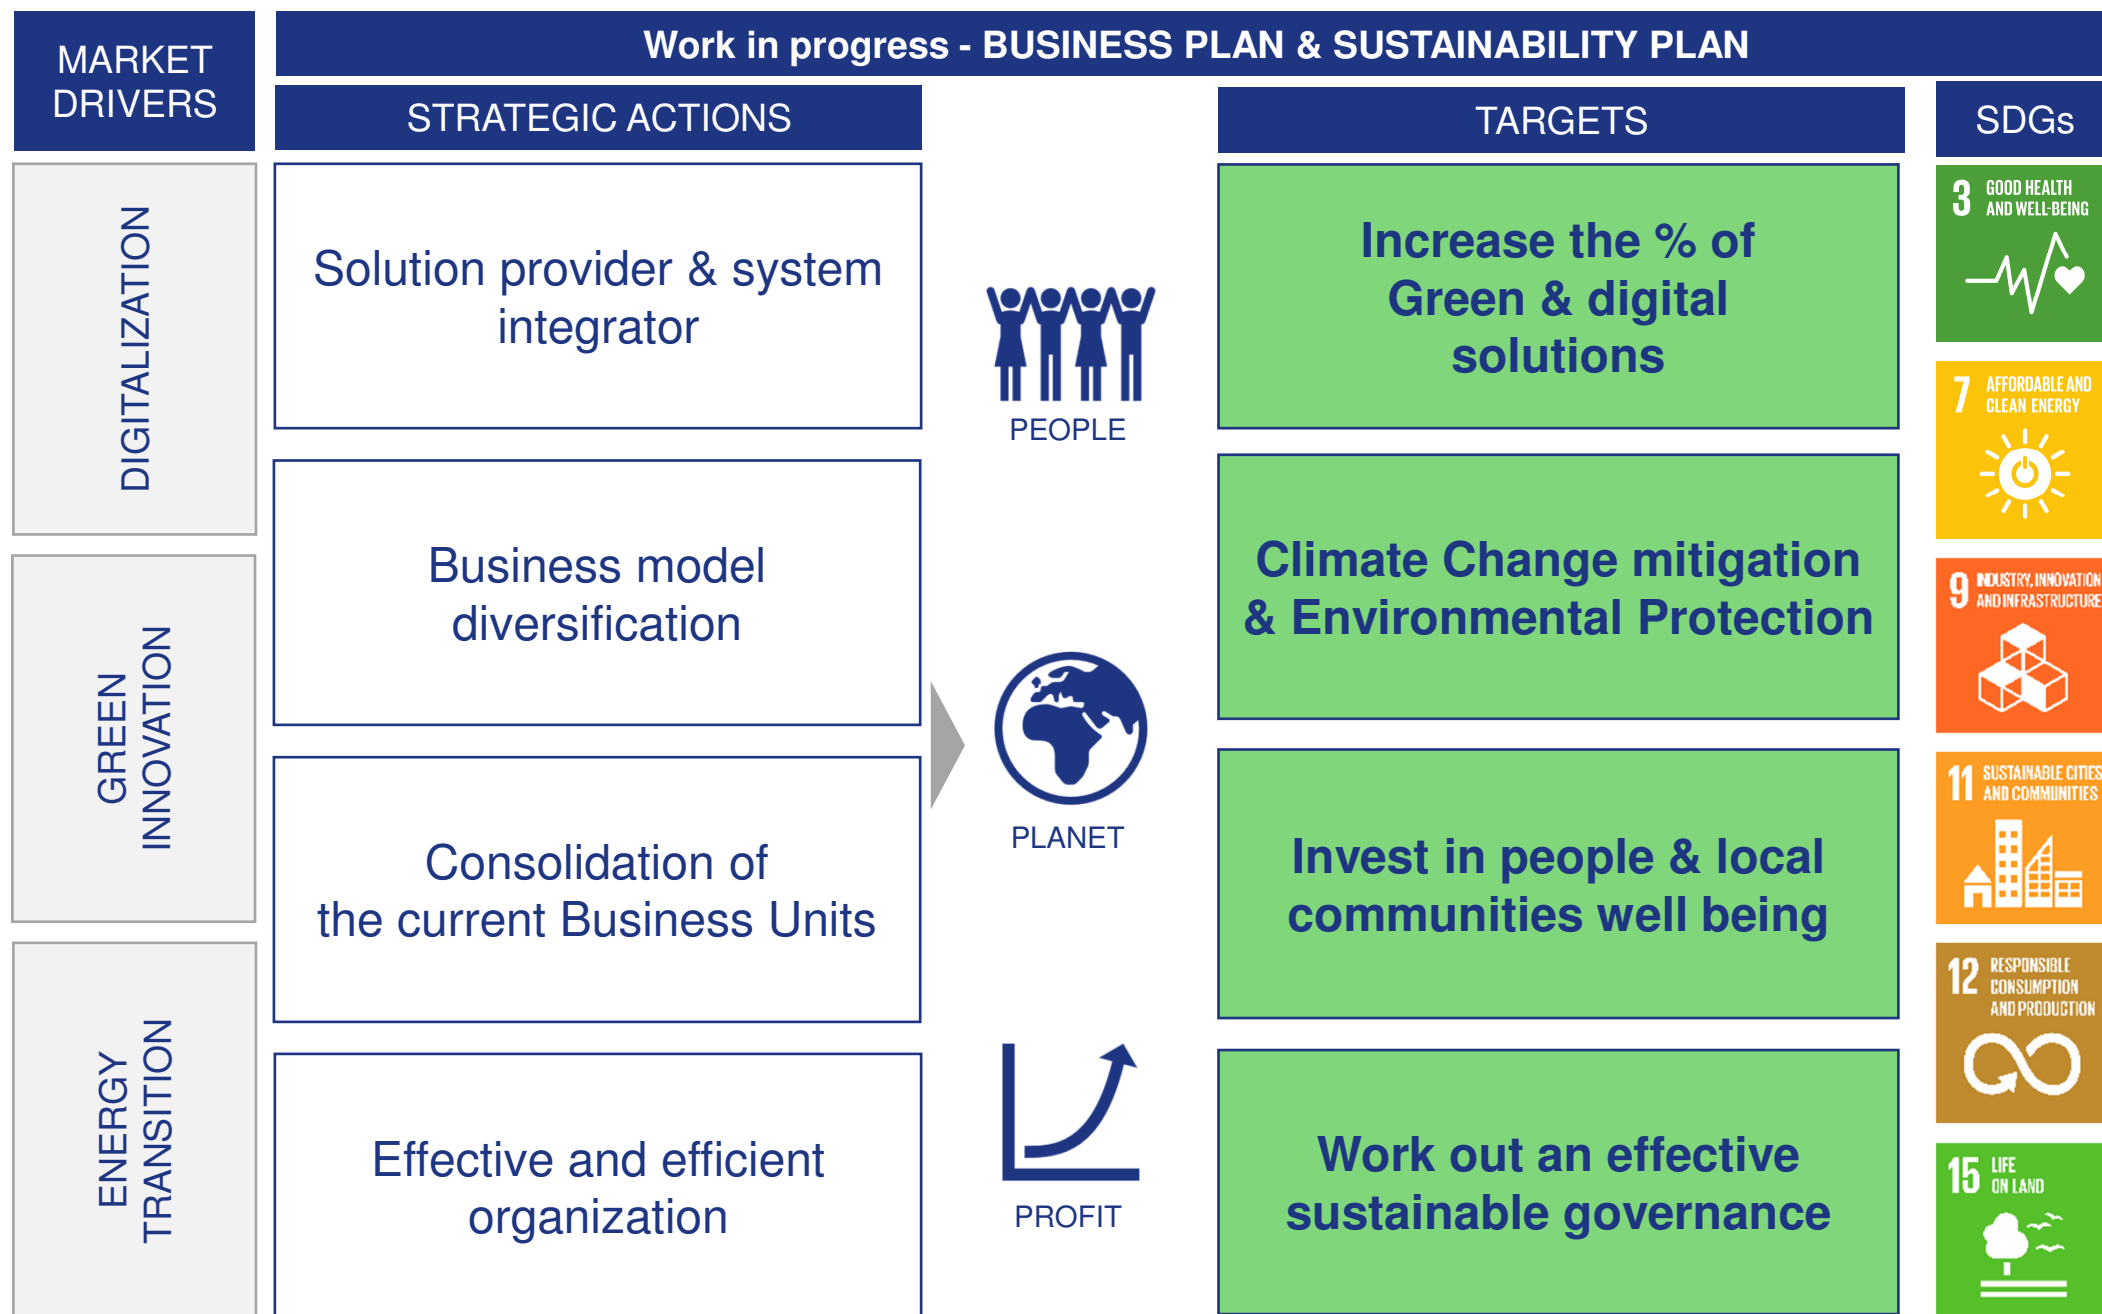 MARKET
DRIVERS
Work in progress - BUSINESS PLAN & SUSTAINABILITY PLAN
STRATEGIC ACTIONS
TARGETS
SDGs
DIGITALIZATION
GREEN
INNOVATION
ENERGY
TRANSITION
Solution provider & system
integrator
Business model
diversification
Consolidation of
the current Business Units
Effective and efficient
organization
PEOPLE
PLANET
PROFIT
Increase the % of
Green & digital
solutions
Climate Change mitigation
& Environmental Protection
Invest in people & local
communities well being
Work out an effective
sustainable governance
3 GOOD HEALTH
AND WELL-BEING
7 AFFORDABLE AND
CLEAN ENERGY
9 INDUSTRY, INNOVATION
AND INFRASTRUCTURE
11 SUSTAINABLE CITIES
AND COMMUNITIES
12 RESPONSIBLE
CONSUMPTION
AND PRODUCTION
15 LIFE
ON LAND